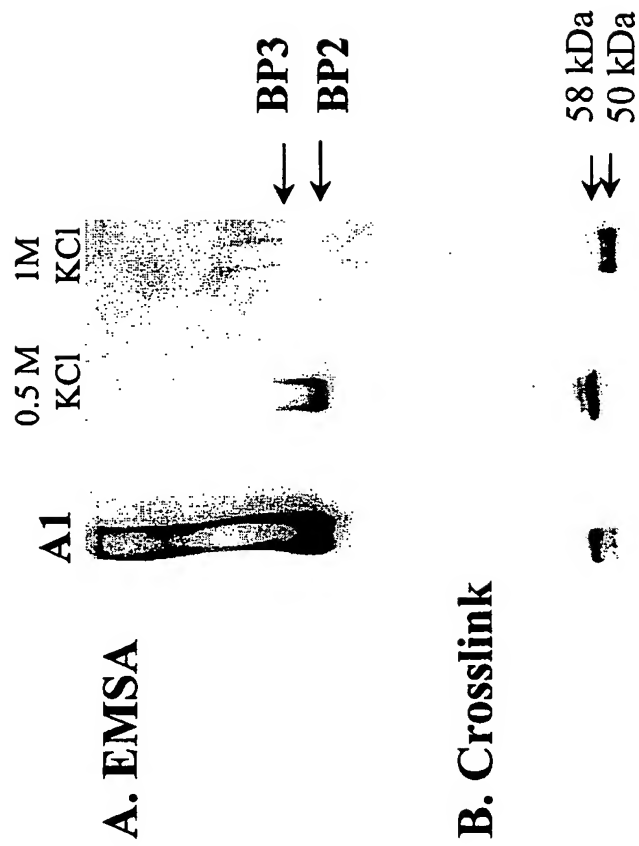 A. EMSA
A1
0.5 M
KCl
1M
KCl
BP3
BP2
B. Crosslink
58 kDa
50 kDa